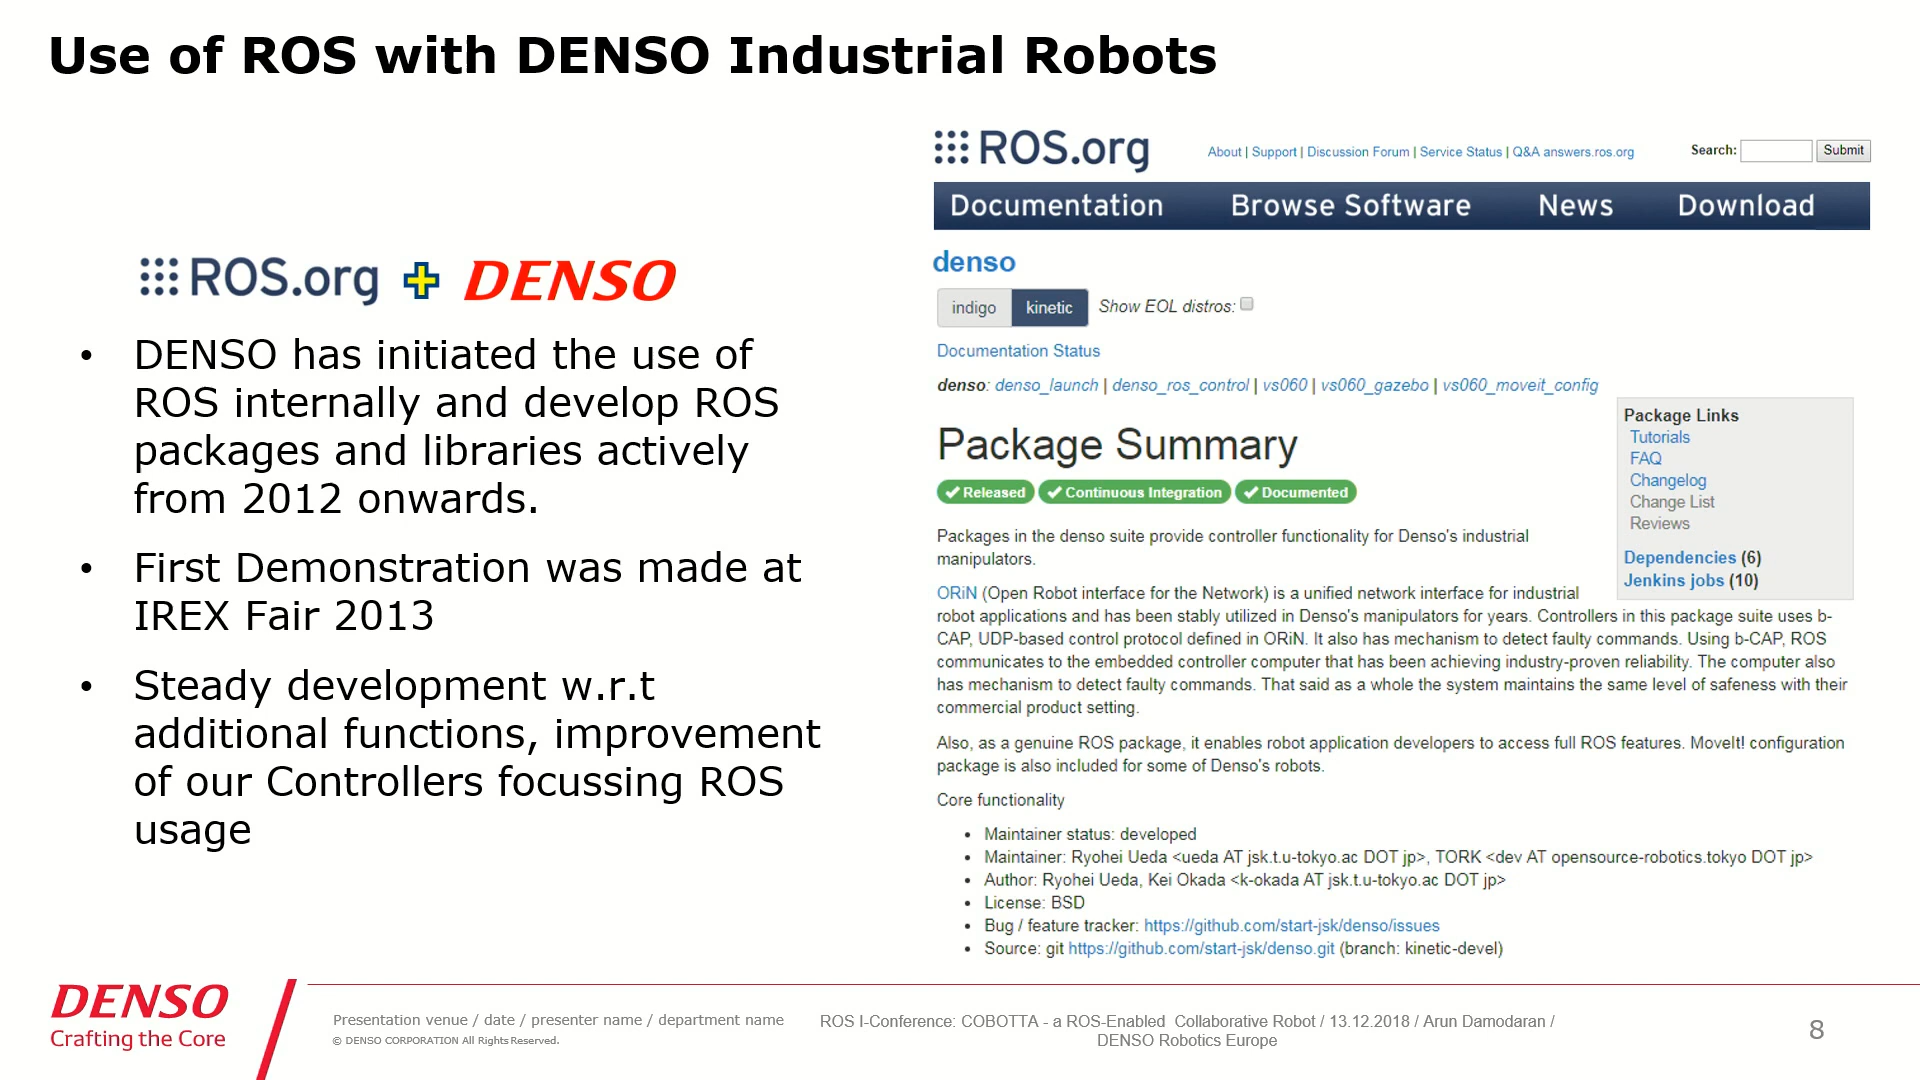 Use of ROS with DENSO Industrial Robots
ROS.org + DENSO
• DENSO has initiated the use of
ROS internally and develop ROS
packages and libraries actively
from 2012 onwards.
• First Demonstration was made at
IREX Fair 2013
• Steady development w.r.t
additional functions, improvement
of our Controllers focussing ROS
usage
ROS.org
About | Support | Discussion Forum | Service Status | Q&A answers.ros.org
Search: Submit
Documentation Browse Software News Download
denso
indigo kinetic Show EOL distros:
Documentation Status
denso: denso_launch | denso_ros_control | vs060 | vs060_gazebo | vs060_moveit_config
Package Links
Tutorials
FAQ
Changelog
Change List
Reviews
Dependencies (6)
Jenkins jobs (10)
Package Summary
Released Continuous Integration Documented
Packages in the denso suite provide controller functionality for Denso's industrial
manipulators.
ORiN (Open Robot interface for the Network) is a unified network interface for industrial
robot applications and has been stably utilized in Denso's manipulators for years. Controllers in this package suite uses b-
CAP, UDP-based control protocol defined in ORiN. It also has mechanism to detect faulty commands. Using b-CAP, ROS
communicates to the embedded controller computer that has been achieving industry-proven reliability. The computer also
has mechanism to detect faulty commands. That said as a whole the system maintains the same level of safeness with their
commercial product setting.
Also, as a genuine ROS package, it enables robot application developers to access full ROS features. MoveIt! configuration
package is also included for some of Denso's robots.
Core functionality
• Maintainer status: developed
• Maintainer: Ryohei Ueda <ueda AT jsk.t.u-tokyo.ac DOT jp>, TORK <dev AT opensource-robotics.tokyo DOT jp>
• Author: Ryohei Ueda, Kei Okada <k-okada AT jsk.t.u-tokyo.ac DOT jp>
• License: BSD
• Bug / feature tracker: https://github.com/start-jsk/denso/issues
• Source: git https://github.com/start-jsk/denso.git (branch: kinetic-devel)
DENSO
Crafting the Core
Presentation venue / date / presenter name / department name
© DENSO CORPORATION All Rights Reserved.
ROS I-Conference: COBOTTA - a ROS-Enabled Collaborative Robot / 13.12.2018 / Arun Damodaran /
DENSO Robotics Europe
8